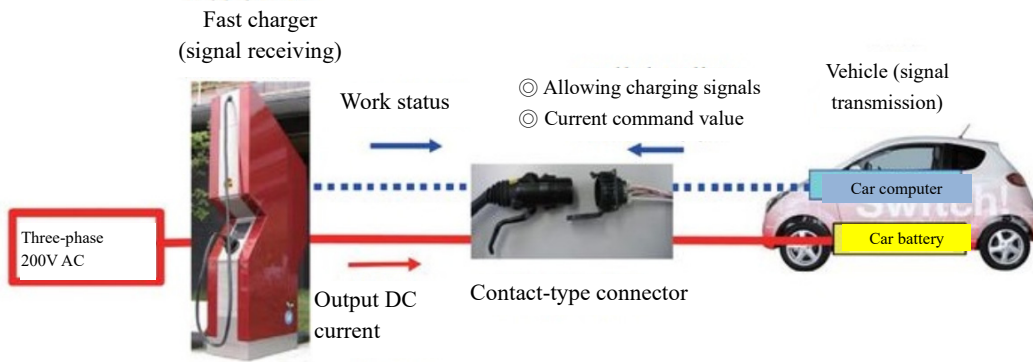 Fast charger
(signal receiving)
Work status
◎ Allowing charging signals
◎ Current command value
Vehicle (signal
transmission)
Car computer
Switch!
Three-phase
200V AC
Car battery
Output DC
current
Contact-type connector